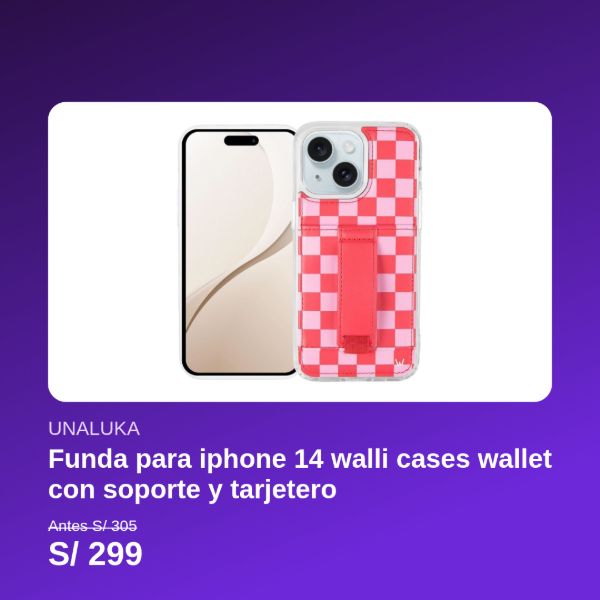 UNALUKA
Funda para iphone 14 walli cases wallet
con soporte y tarjetero
Antes S/ 305
S/ 299